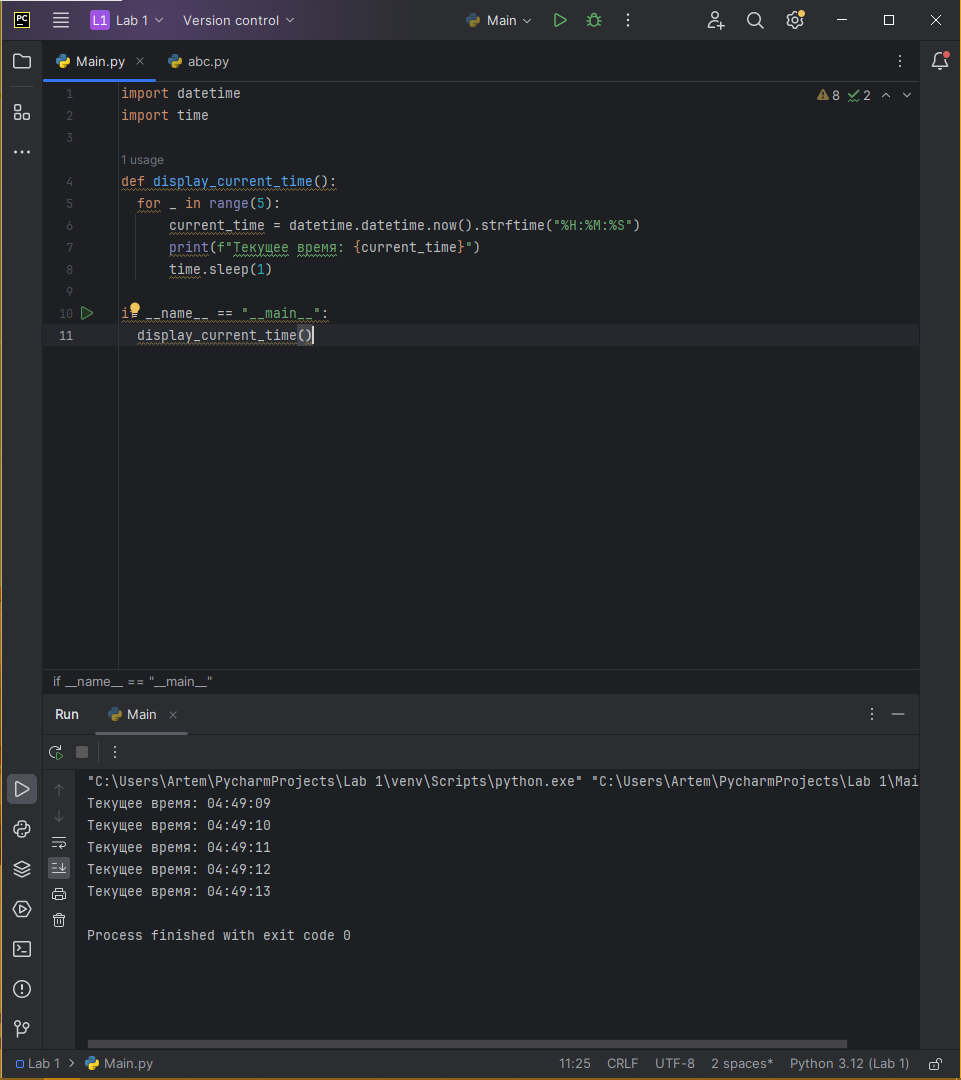 PC L1 Lab 1 Version control Main
Main.py abc.py
8 2
1 import datetime
2 import time
3
1 usage
4 def display_current_time():
5 for _ in range(5):
6 current_time = datetime.datetime.now().strftime("%H:%M:%S")
7 print(f"Текущее время: {current_time}")
8 time.sleep(1)
9
10 if __name__ == "__main__":
11 display_current_time()
if __name__ == "__main__"
Run Main
"C:\Users\Artem\PycharmProjects\Lab 1\venv\Scripts\python.exe" "C:\Users\Artem\PycharmProjects\Lab 1\Mai
Текущее время: 04:49:09
Текущее время: 04:49:10
Текущее время: 04:49:11
Текущее время: 04:49:12
Текущее время: 04:49:13
Process finished with exit code 0
Lab 1 Main.py 11:25 CRLF UTF-8 2 spaces* Python 3.12 (Lab 1)